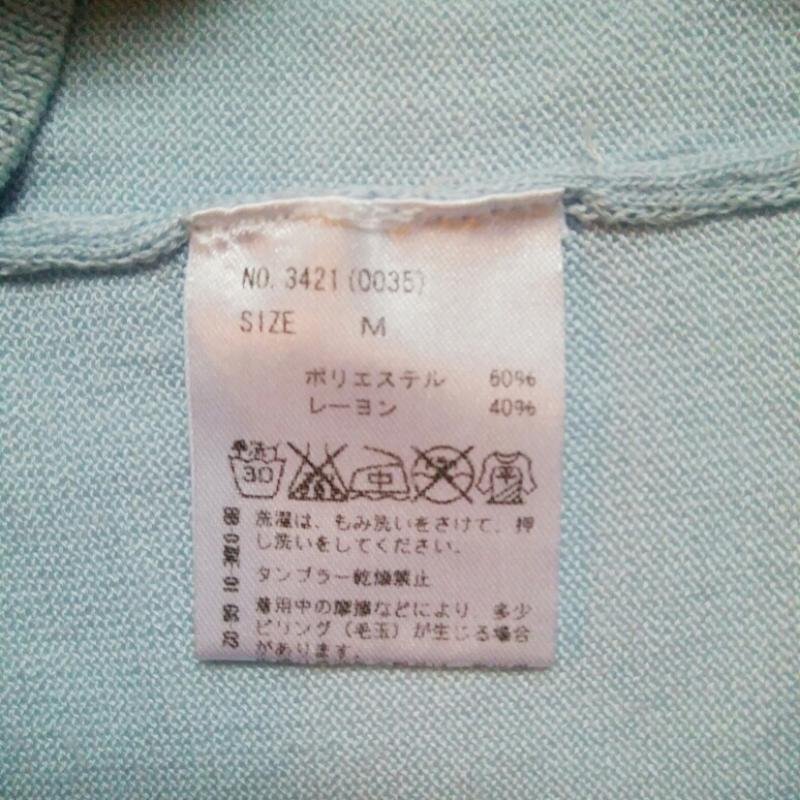 NO. 3421 (0035)
SIZE M
ポリエステル 60%
レーヨン 40%
手洗イ
30
中
平
洗濯は、もみ洗いをさけて、押
し洗いをしてください。
タンブラー乾燥禁止
着用中の摩擦などにより、多少
ピリング（毛玉）が生じる場合
があります。